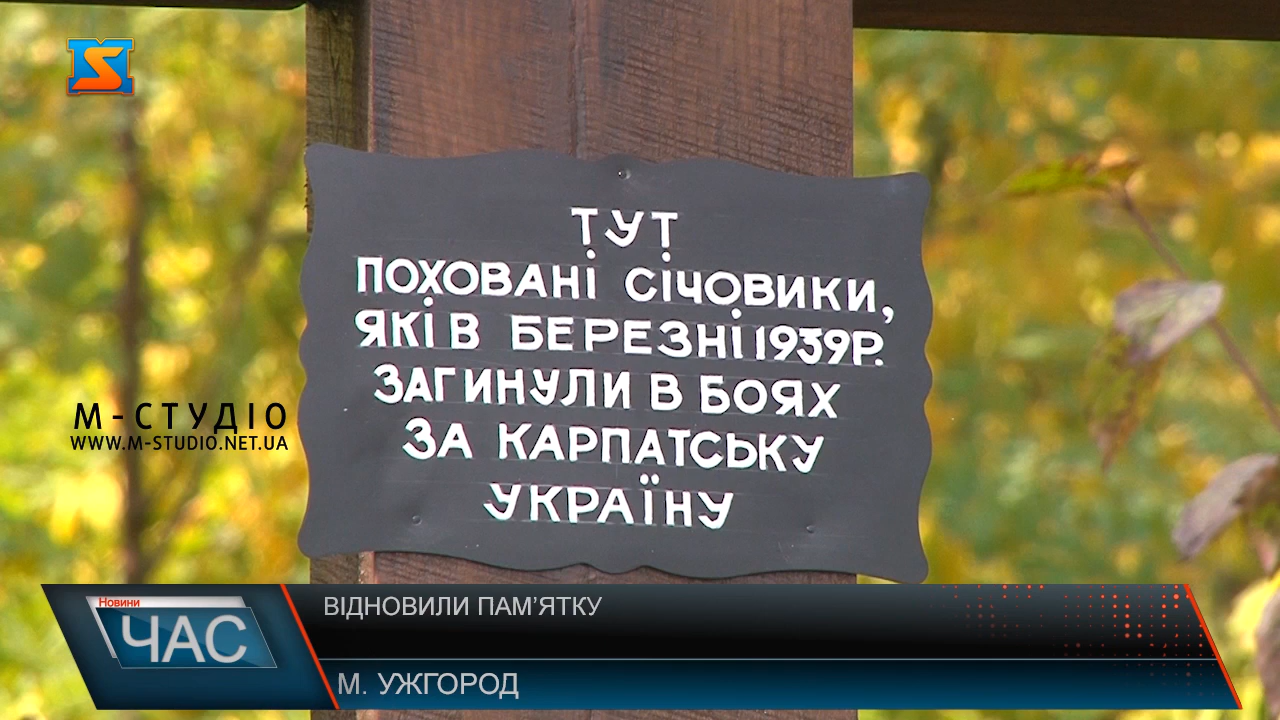 ТУТ
ПОХОВАНІ СІЧОВИКИ,
ЯКІ В БЕРЕЗНІ 1939Р.
ЗАГИНУЛИ В БОЯХ
ЗА КАРПАТСЬКУ
УКРАЇНУ
М-СТУДІО
WWW.M-STUDIO.NET.UA
Новини
ЧАС
ВІДНОВИЛИ ПАМ'ЯТКУ
М. УЖГОРОД